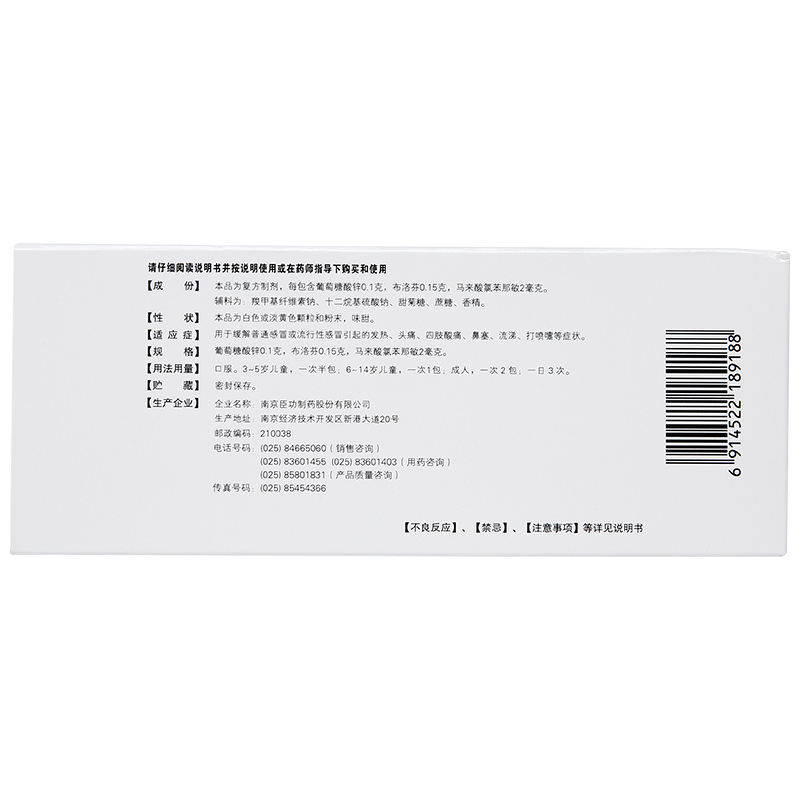 请仔细阅读说明书并按说明使用或在药师指导下购买和使用
【成　份】 本品为复方制剂，每包含葡萄糖酸锌0.1克，布洛芬0.15克，马来酸氯苯那敏2毫克。
辅料为：羧甲基纤维素钠、十二烷基硫酸钠、甜菊糖、蔗糖、香精。
【性　状】 本品为白色或淡黄色颗粒和粉末，味甜。
【适 应 症】 用于缓解普通感冒或流行性感冒引起的发热、头痛、四肢酸痛、鼻塞、流涕、打喷嚏等症状。
【规　格】 葡萄糖酸锌0.1克，布洛芬0.15克，马来酸氯苯那敏2毫克。
【用法用量】 口服。3~5岁儿童，一次半包；6~14岁儿童，一次1包；成人，一次2包；一日3次。
【贮　藏】 密封保存。
【生产企业】 企业名称：南京臣功制药股份有限公司
生产地址：南京经济技术开发区新港大道20号
邮政编码：210038
电话号码：(025) 84665060（销售咨询）
(025) 83601455 (025) 83601403（用药咨询）
(025) 85801831（产品质量咨询）
传真号码：(025) 85454366
【不良反应】、【禁忌】、【注意事项】等详见说明书
6 914522 189188